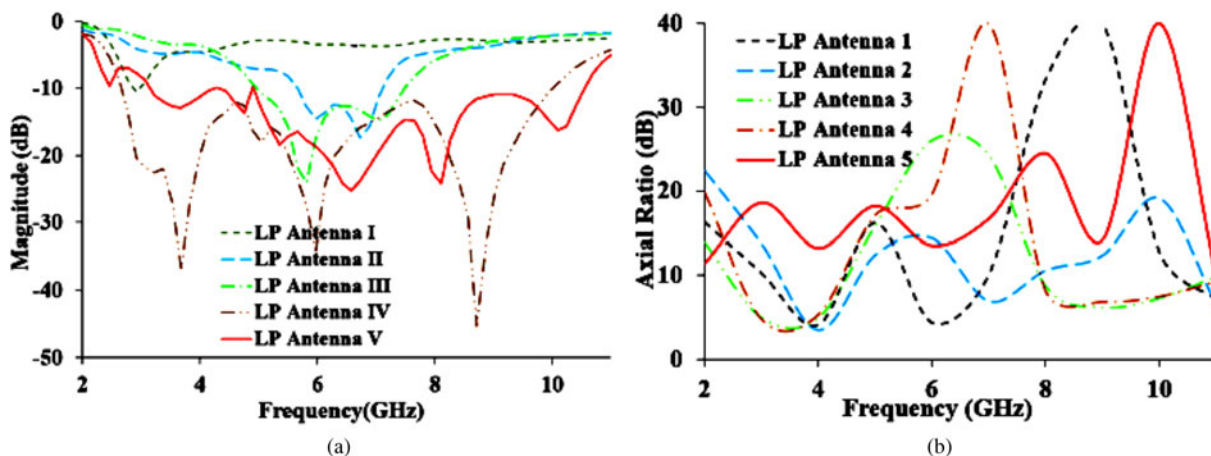 0
-10
-20
-30
-40
-50
Magnitude (dB)
LP Antenna I
LP Antenna II
LP Antenna III
LP Antenna IV
LP Antenna V
2 4 6 8 10
Frequency(GHz)
(a)
40
30
20
10
0
Axial Ratio (dB)
LP Antenna 1
LP Antenna 2
LP Antenna 3
LP Antenna 4
LP Antenna 5
2 4 6 8 10
Frequency (GHz)
(b)